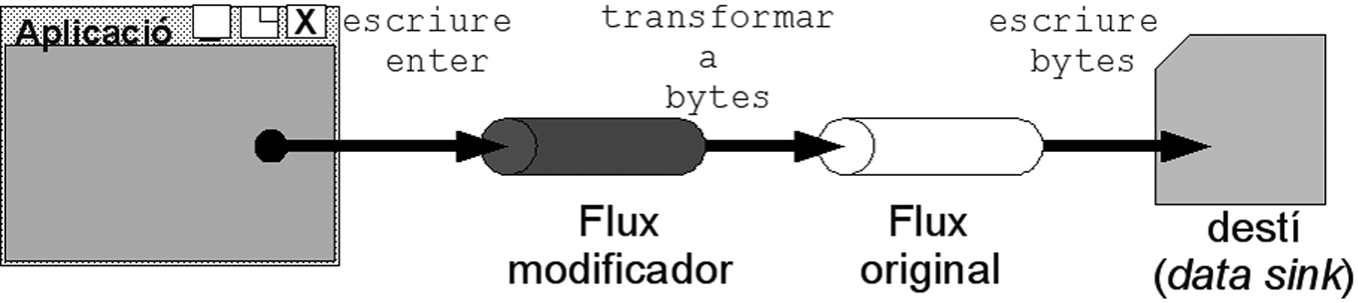 Aplicació
X
escriure
enter
transformar
a
bytes
escriure
bytes
Flux
modificador
Flux
original
destí
(data sink)